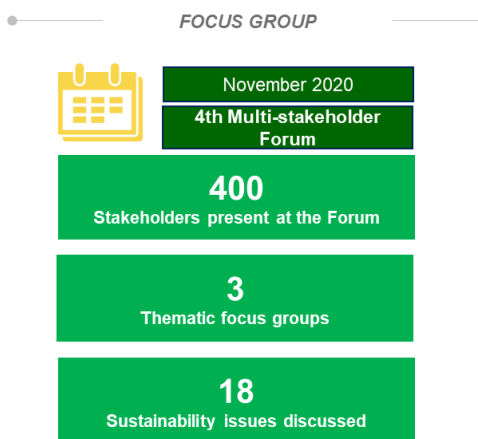 FOCUS GROUP
November 2020
4th Multi-stakeholder
Forum
400
Stakeholders present at the Forum
3
Thematic focus groups
18
Sustainability issues discussed